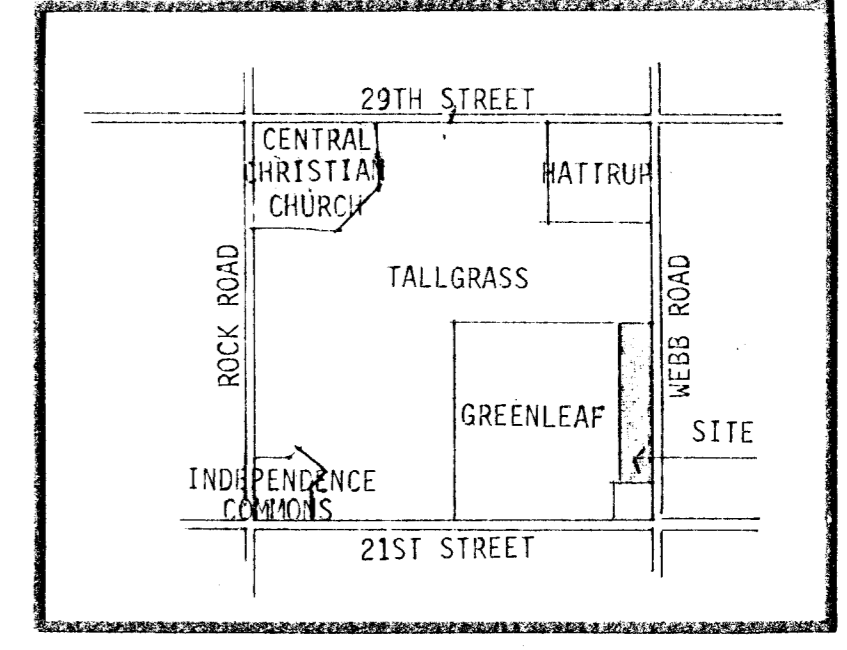 29TH STREET
CENTRAL
CHRISTIAN
CHURCH
HATTRUP
TALLGRASS
ROCK ROAD
WEBB ROAD
GREENLEAF
SITE
INDEPENDENCE
COMMONS
21ST STREET